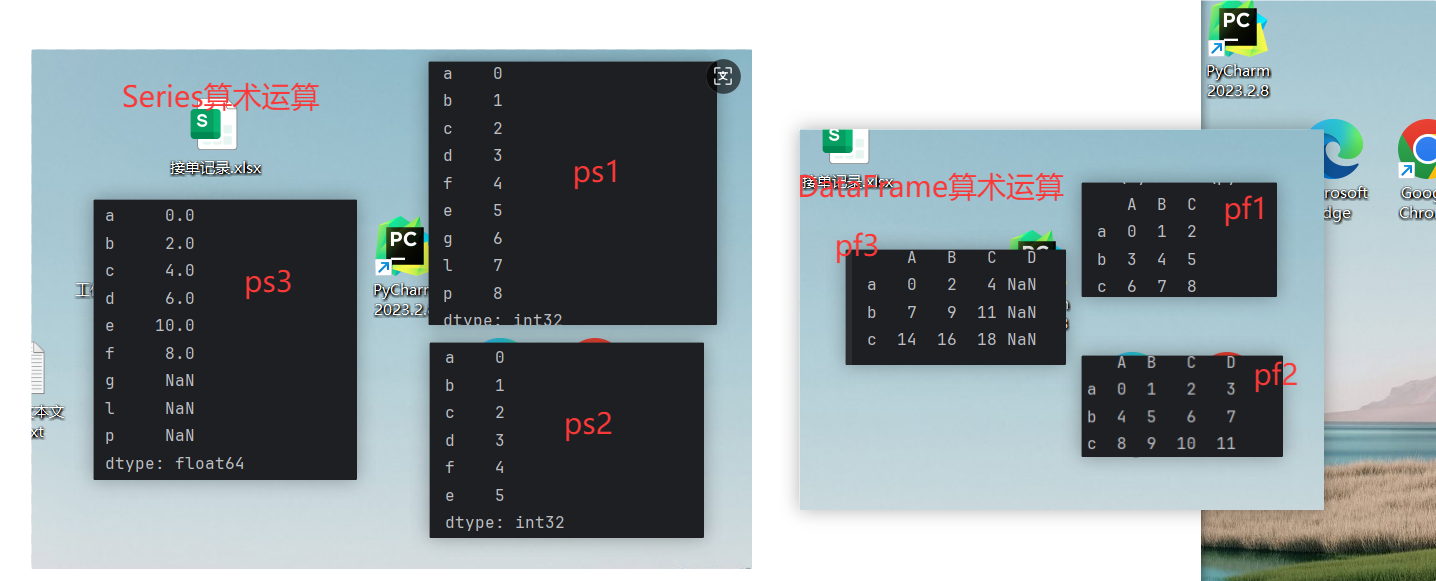 Series算术运算
接单记录.xlsx
a 0
b 1
c 2
d 3
f 4
e 5
g 6
l 7
p 8
dtype: int32
ps1
a 0.0
b 2.0
c 4.0
d 6.0
e 10.0
f 8.0
g NaN
l NaN
p NaN
dtype: float64
ps3
PC
PyCharm
2023.2.
a 0
b 1
c 2
d 3
f 4
e 5
dtype: int32
ps2
本文
xt
DataFrame算术运算
接单记录.xlsx
A B C
a 0 1 2
b 3 4 5
c 6 7 8
pf1
pf3
A B C D
a 0 2 4 NaN
b 7 9 11 NaN
c 14 16 18 NaN
A B C D
a 0 1 2 3
b 4 5 6 7
c 8 9 10 11
pf2
PC
PyCharm
2023.2.8
rosoft
dge
Goog
Chro